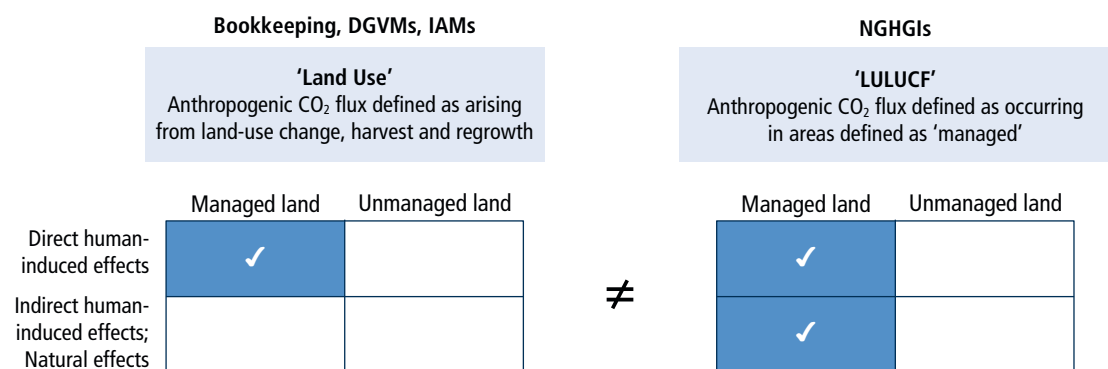 Bookkeeping, DGVMs, IAMs
'Land Use'
Anthropogenic CO₂ flux defined as arising
from land-use change, harvest and regrowth
NGHGIs
'LULUCF'
Anthropogenic CO₂ flux defined as occurring
in areas defined as 'managed'
Managed land
Unmanaged land
Direct human-
induced effects
✓
Indirect human-
induced effects;
Natural effects
≠
Managed land
Unmanaged land
✓
✓